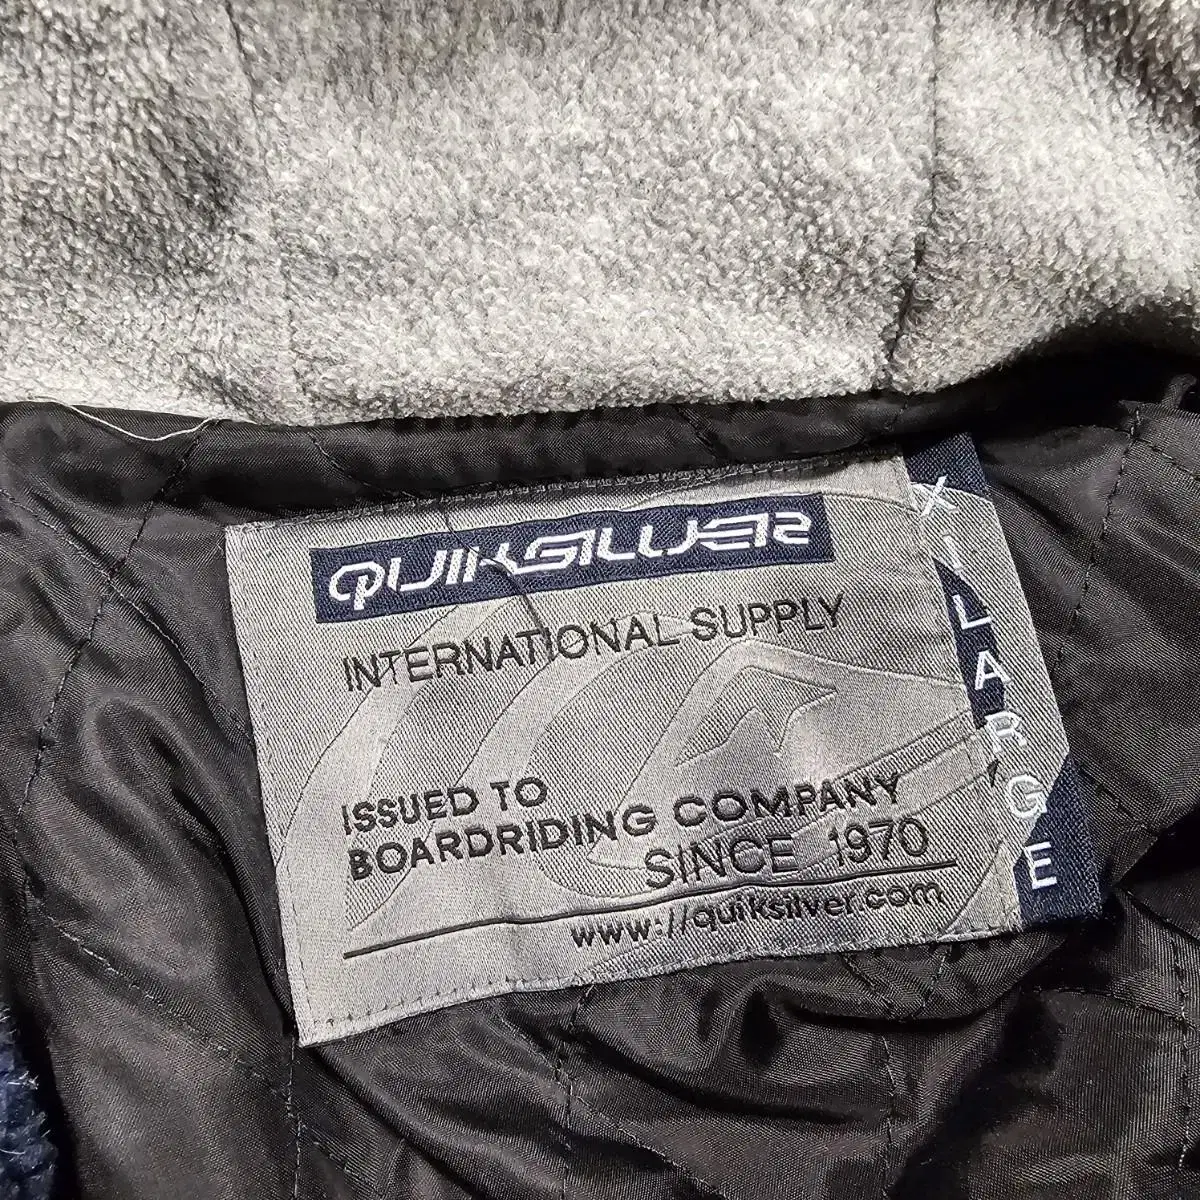 QUIKSILVER
INTERNATIONAL SUPPLY
ISSUED TO
BOARDRIDING COMPANY
SINCE 1970
www://quiksilver.com
X-LARGE